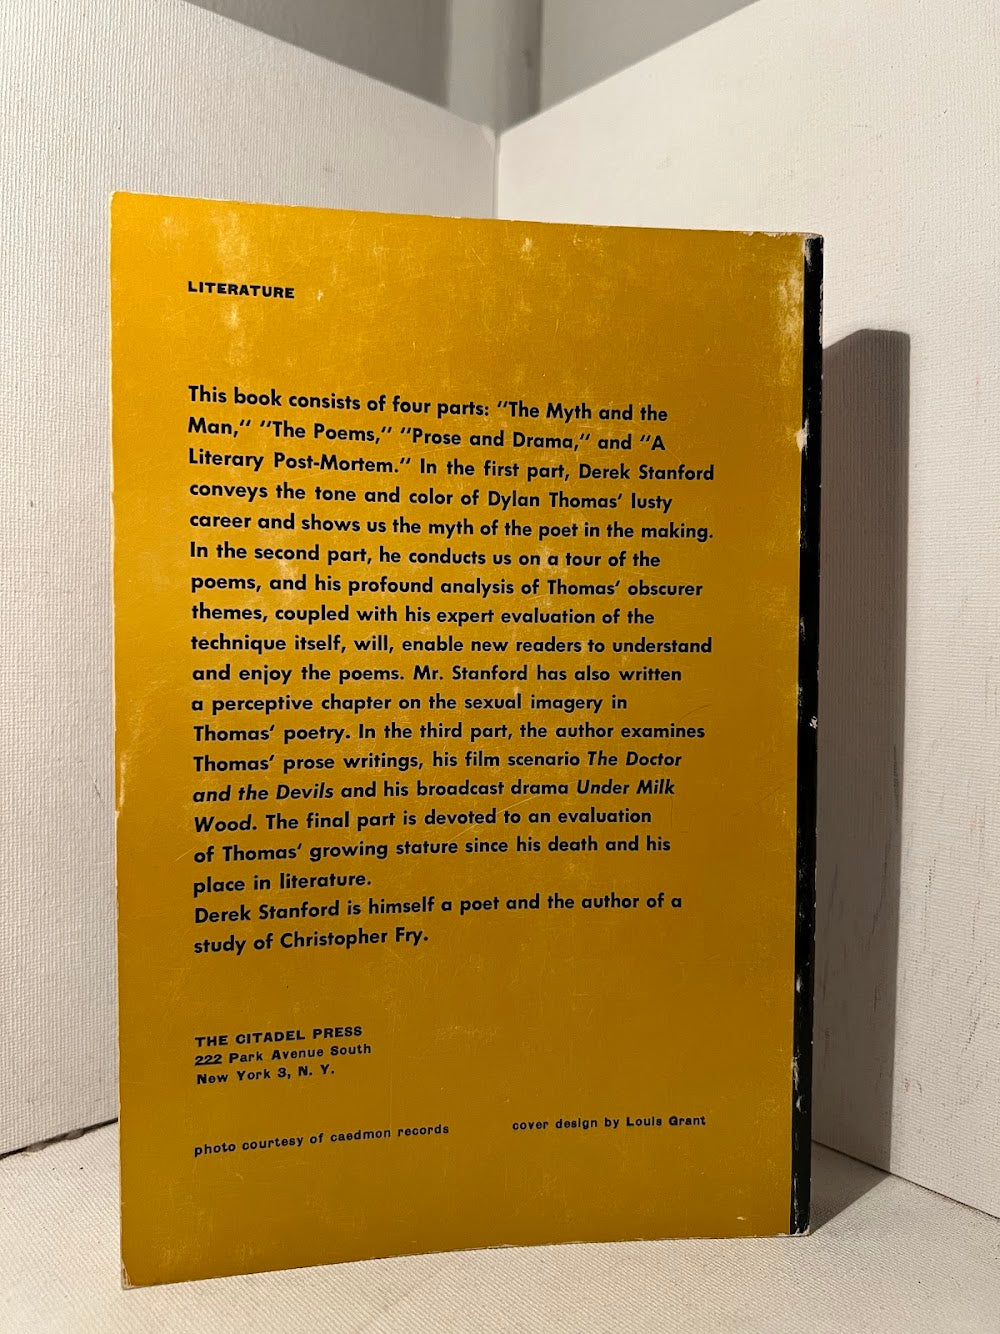 LITERATURE
This book consists of four parts: "The Myth and the
Man," "The Poems," "Prose and Drama," and "A
Literary Post-Mortem." In the first part, Derek Stanford
conveys the tone and color of Dylan Thomas' lusty
career and shows us the myth of the poet in the making.
In the second part, he conducts us on a tour of the
poems, and his profound analysis of Thomas' obscurer
themes, coupled with his expert evaluation of the
technique itself, will, enable new readers to understand
and enjoy the poems. Mr. Stanford has also written
a perceptive chapter on the sexual imagery in
Thomas' poetry. In the third part, the author examines
Thomas' prose writings, his film scenario The Doctor
and the Devils and his broadcast drama Under Milk
Wood. The final part is devoted to an evaluation
of Thomas' growing stature since his death and his
place in literature.
Derek Stanford is himself a poet and the author of a
study of Christopher Fry.
THE CITADEL PRESS
222 Park Avenue South
New York 3, N. Y.
photo courtesy of caedmon records
cover design by Louis Grant